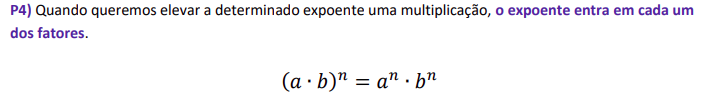 P4) Quando queremos elevar a determinado expoente uma multiplicação, o expoente entra em cada um
dos fatores.
(a · b)ⁿ = aⁿ · bⁿ